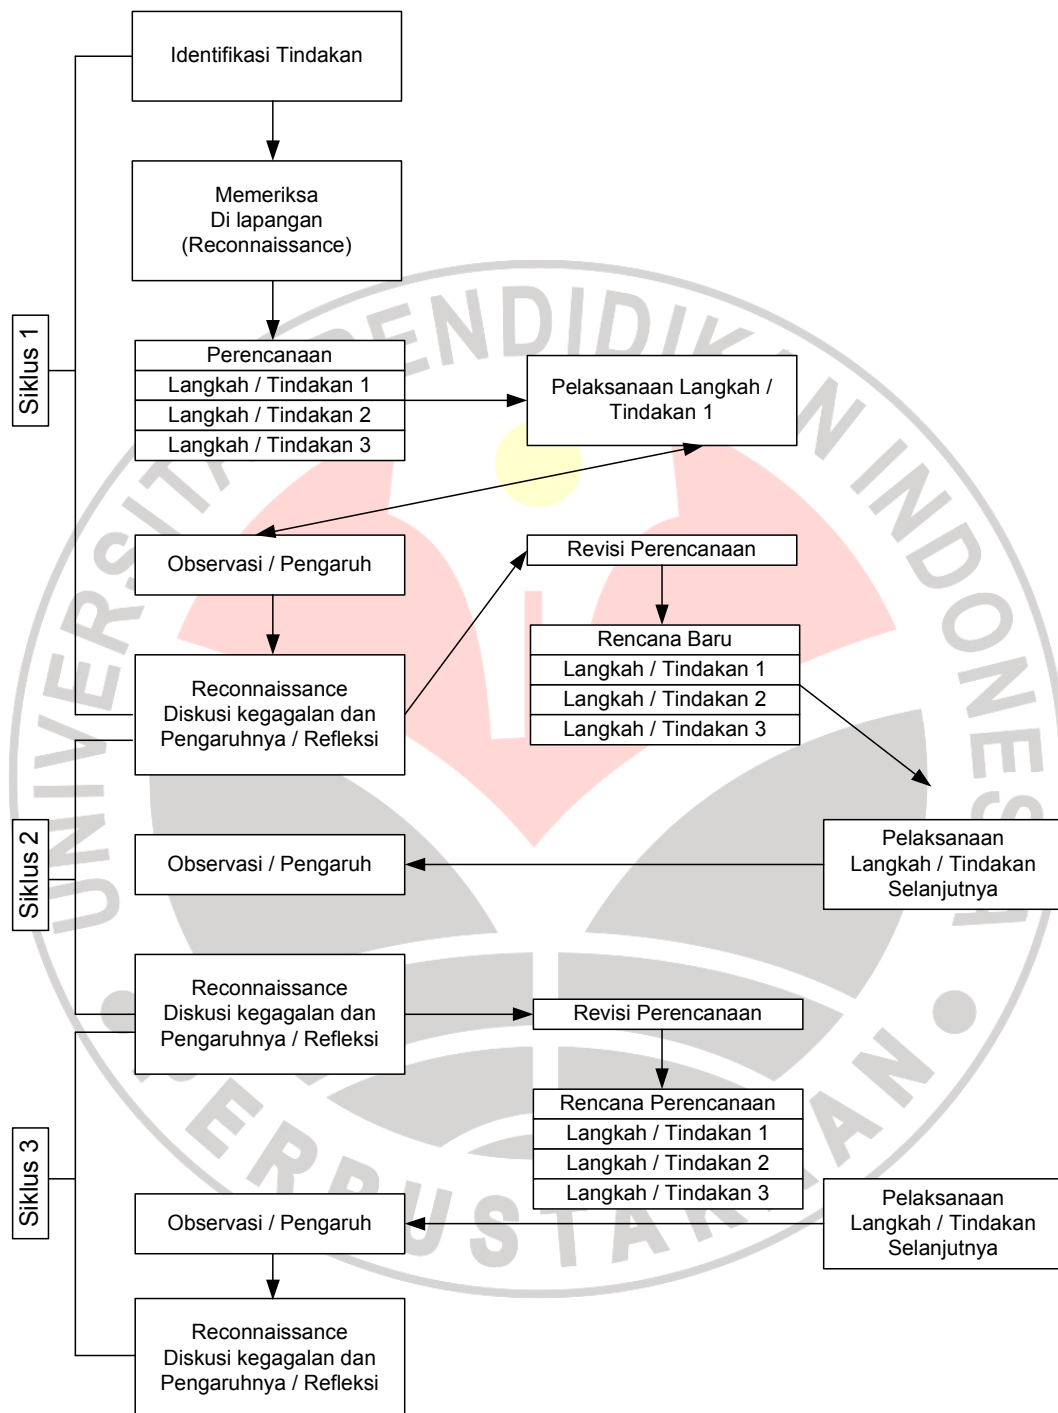 Identifikasi Tindakan
Memeriksa
Di lapangan
(Reconnaissance)
Siklus 1
Perencanaan
Langkah / Tindakan 1
Langkah / Tindakan 2
Langkah / Tindakan 3
Pelaksanaan Langkah /
Tindakan 1
Observasi / Pengaruh
Revisi Perencanaan
Rencana Baru
Langkah / Tindakan 1
Langkah / Tindakan 2
Langkah / Tindakan 3
Reconnaissance
Diskusi kegagalan dan
Pengaruhnya / Refleksi
Siklus 2
Observasi / Pengaruh
Pelaksanaan
Langkah / Tindakan
Selanjutnya
Reconnaissance
Diskusi kegagalan dan
Pengaruhnya / Refleksi
Revisi Perencanaan
Rencana Perencanaan
Langkah / Tindakan 1
Langkah / Tindakan 2
Langkah / Tindakan 3
Siklus 3
Observasi / Pengaruh
Pelaksanaan
Langkah / Tindakan
Selanjutnya
Reconnaissance
Diskusi kegagalan dan
Pengaruhnya / Refleksi
UNIVERSITAS PENDIDIKAN INDONESIA
PERPUSTAKAAN